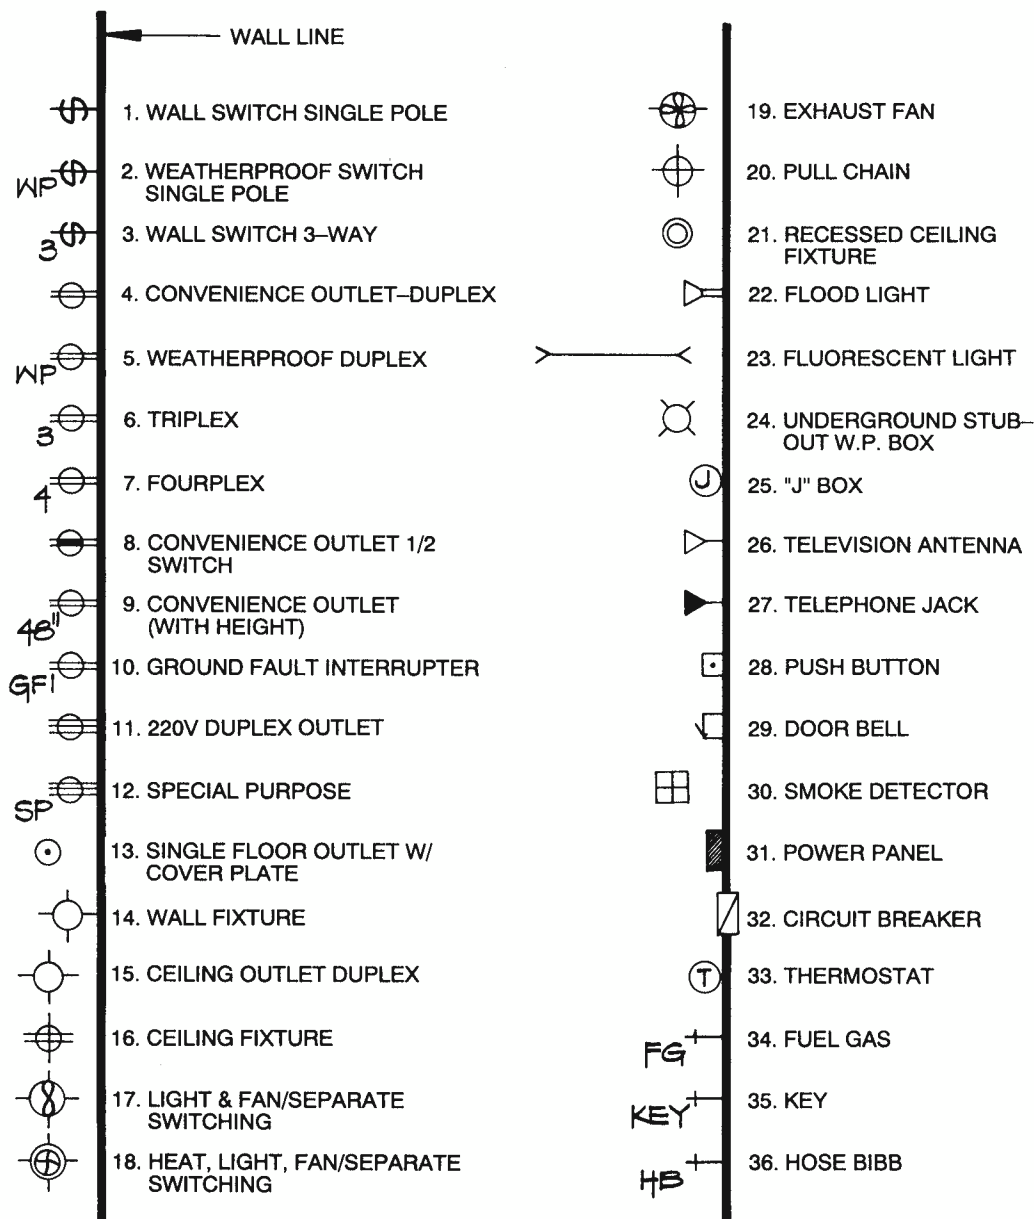 WALL LINE
1. WALL SWITCH SINGLE POLE
WP
2. WEATHERPROOF SWITCH
SINGLE POLE
3
3. WALL SWITCH 3–WAY
4. CONVENIENCE OUTLET–DUPLEX
WP
5. WEATHERPROOF DUPLEX
3
6. TRIPLEX
4
7. FOURPLEX
8. CONVENIENCE OUTLET 1/2
SWITCH
48"
9. CONVENIENCE OUTLET
(WITH HEIGHT)
GFI
10. GROUND FAULT INTERRUPTER
11. 220V DUPLEX OUTLET
SP
12. SPECIAL PURPOSE
13. SINGLE FLOOR OUTLET W/
COVER PLATE
14. WALL FIXTURE
15. CEILING OUTLET DUPLEX
16. CEILING FIXTURE
17. LIGHT & FAN/SEPARATE
SWITCHING
18. HEAT, LIGHT, FAN/SEPARATE
SWITCHING
19. EXHAUST FAN
20. PULL CHAIN
21. RECESSED CEILING
FIXTURE
22. FLOOD LIGHT
23. FLUORESCENT LIGHT
24. UNDERGROUND STUB–
OUT W.P. BOX
J
25. "J" BOX
26. TELEVISION ANTENNA
27. TELEPHONE JACK
28. PUSH BUTTON
29. DOOR BELL
30. SMOKE DETECTOR
31. POWER PANEL
32. CIRCUIT BREAKER
T
33. THERMOSTAT
FG
34. FUEL GAS
KEY
35. KEY
HB
36. HOSE BIBB